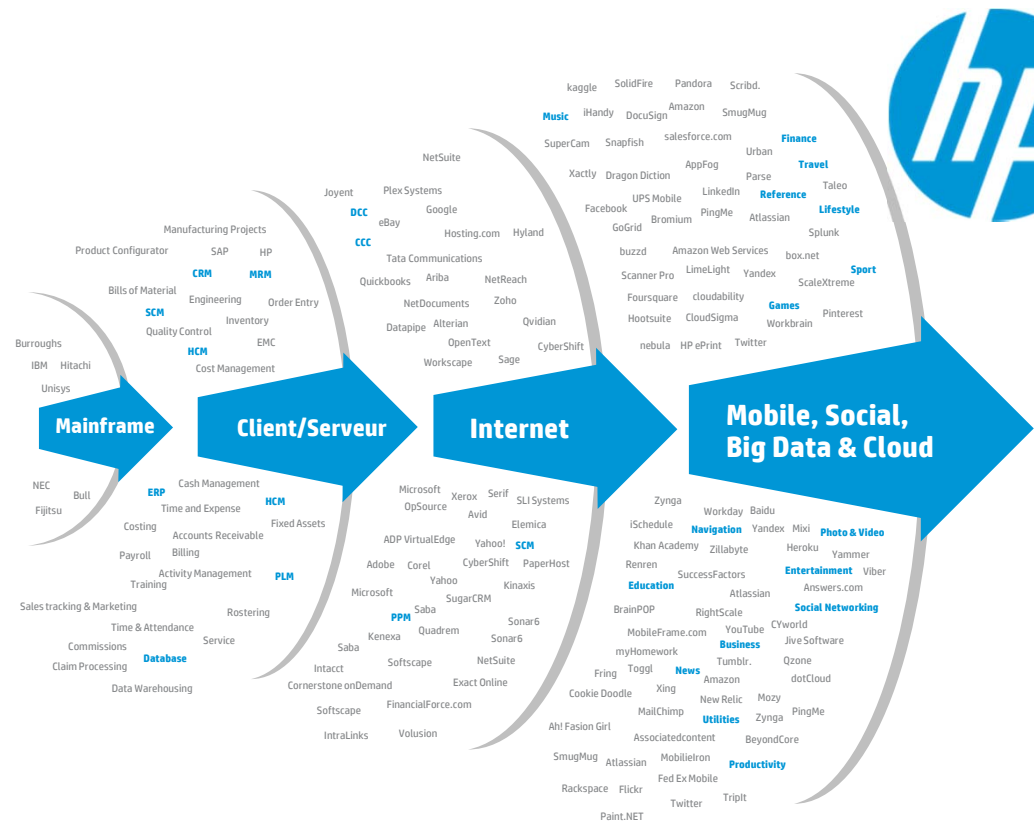 Burroughs
IBM Hitachi
Unisys
Mainframe
NEC
Bull
Fijitsu
Manufacturing Projects
Product Configurator SAP HP
CRM MRM
Bills of Material
Engineering Order Entry
SCM
Inventory
Quality Control
EMC
HCM
Cost Management
Client/Serveur
Cash Management
ERP
HCM
Time and Expense
Fixed Assets
Costing
Accounts Receivable
Billing
Payroll
Activity Management PLM
Training
Sales tracking & Marketing
Rostering
Time & Attendance
Service
Commissions
Database
Claim Processing
Data Warehousing
NetSuite
Joyent Plex Systems
DCC Google
eBay
Hosting.com Hyland
CCC
Tata Communications
Quickbooks Ariba NetReach
NetDocuments Zoho
Datapipe Alterian Qvidian
OpenText CyberShift
Workscape Sage
Internet
Microsoft Xerox Serif SLI Systems
OpSource
Avid
Elemica
ADP VirtualEdge Yahoo! SCM
Adobe Corel CyberShift PaperHost
Yahoo Kinaxis
Microsoft SugarCRM
Saba
PPM
Sonar6
Quadrem
Kenexa Sonar6
Saba
Softscape NetSuite
Intacct
Cornerstone onDemand Exact Online
FinancialForce.com
Softscape
IntraLinks Volusion
kaggle SolidFire Pandora Scribd.
Amazon
Music iHandy DocuSign SmugMug
salesforce.com Finance
SuperCam Snapfish
Urban
AppFog Travel
Xactly Dragon Diction Parse
Taleo
LinkedIn Reference
UPS Mobile
Facebook PingMe Lifestyle
Bromium Atlassian
GoGrid
Splunk
buzzd Amazon Web Services
box.net
LimeLight Yandex Sport
Scanner Pro
ScaleXtreme
Foursquare cloudability
Games
Pinterest
Hootsuite CloudSigma
Workbrain
nebula HP ePrint Twitter
Mobile, Social,
Big Data & Cloud
Zynga
Workday Baidu
iSchedule
Navigation Yandex Mixi Photo & Video
Khan Academy Zillabyte Heroku
Yammer
Renren Entertainment Viber
SuccessFactors
Education Answers.com
Atlassian
BrainPOP Social Networking
RightScale
CYworld
MobileFrame.com YouTube
Business Jive Software
myHomework
Tumblr. Qzone
Fring Toggl News
Amazon dotCloud
Cookie Doodle Xing
New Relic Mozy
MailChimp PingMe
Utilities Zynga
Ah! Fasion Girl
Associatedcontent BeyondCore
SmugMug MobilieIron
Atlassian Productivity
Fed Ex Mobile
Rackspace Flickr
Twitter TripIt
Paint.NET
hp